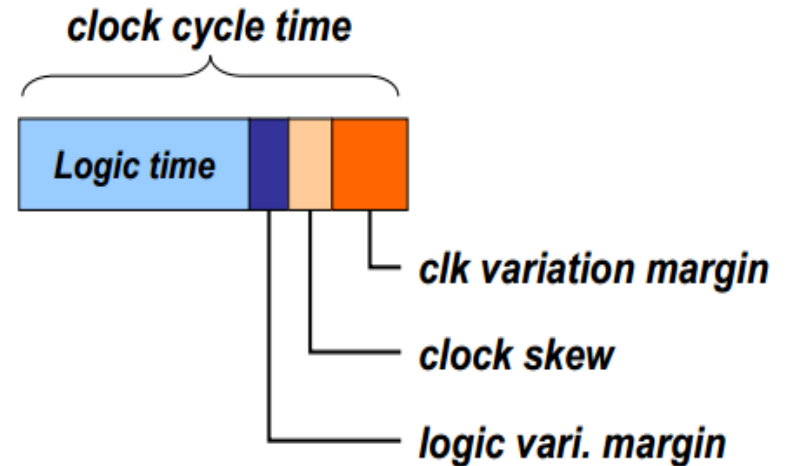 clock cycle time
Logic time
clk variation margin
clock skew
logic vari. margin